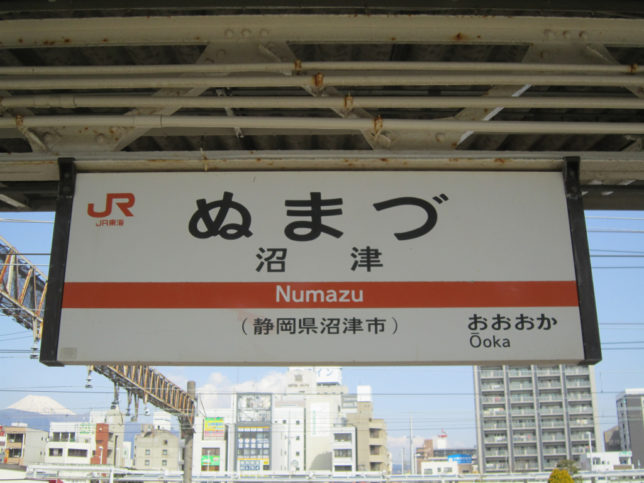 JR
JR東海
ぬまづ
沼津
Numazu
(静岡県沼津市)
おおおか
Ōoka